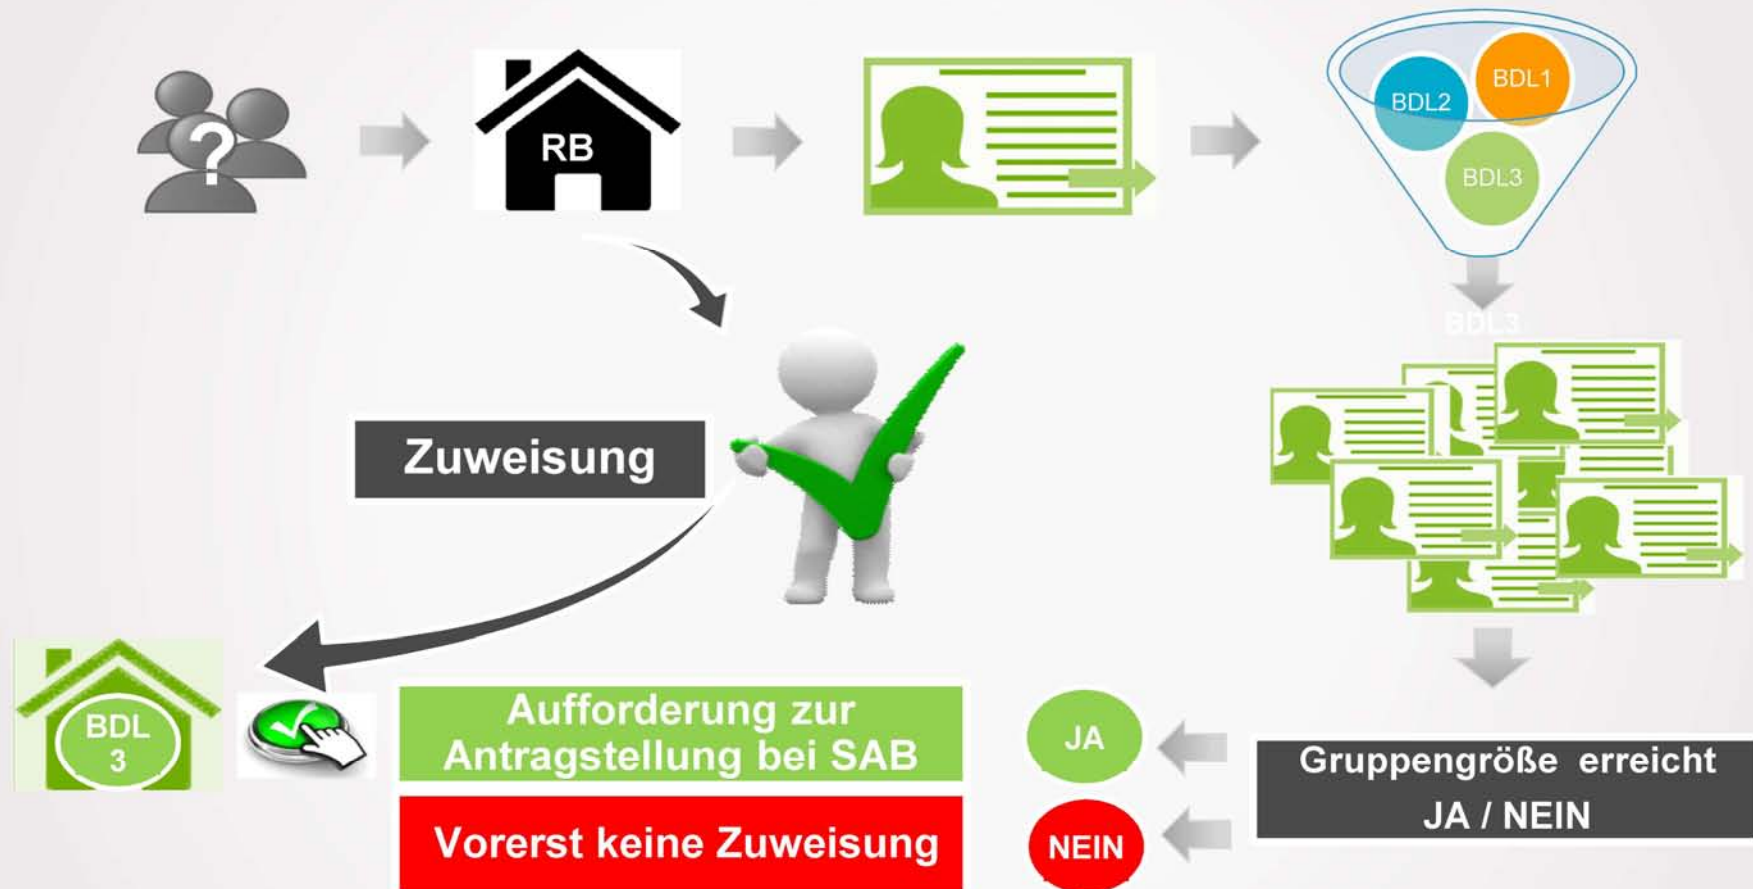 ?
RB
BDL1
BDL2
BDL3
BDL3
Zuweisung
BDL
3
Aufforderung zur
Antragstellung bei SAB
JA
Gruppengröße erreicht
JA / NEIN
Vorerst keine Zuweisung
NEIN